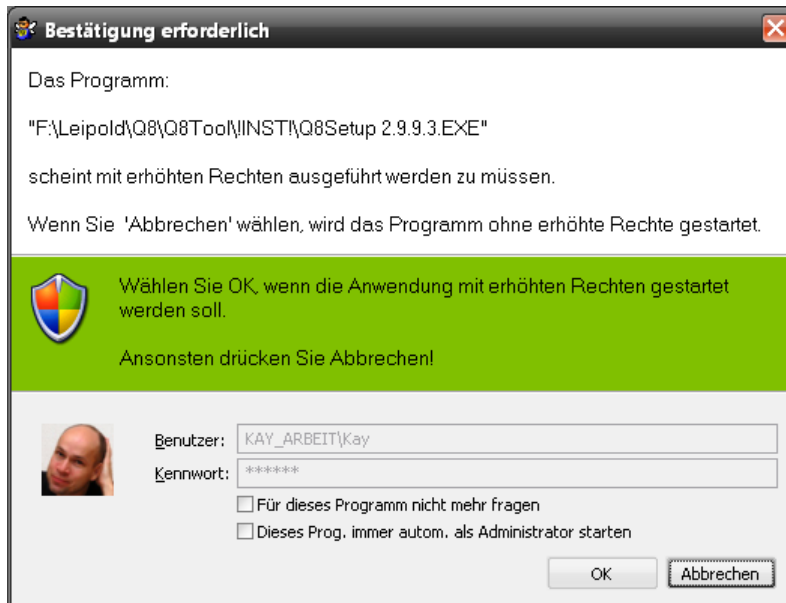 Bestätigung erforderlich
Das Programm:
"F:\Leipold\Q8\Q8Tool\!INST!\Q8Setup 2.9.9.3.EXE"
scheint mit erhöhten Rechten ausgeführt werden zu müssen.
Wenn Sie 'Abbrechen' wählen, wird das Programm ohne erhöhte Rechte gestartet.
Wählen Sie OK, wenn die Anwendung mit erhöhten Rechten gestartet
werden soll.
Ansonsten drücken Sie Abbrechen!
Benutzer: KAY_ARBEIT\Kay
Kennwort: ******
Für dieses Programm nicht mehr fragen
Dieses Prog. immer autom. als Administrator starten
OK Abbrechen